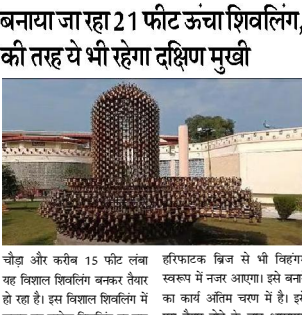 बनाया जा रहा 21 फीट ऊंचा शिवलिंग,
की तरह ये भी रहेगा दक्षिण मुखी
चौड़ा और करीब 15 फीट लंबा
यह विशाल शिवलिंग बनकर तैयार
हो रहा है। इस विशाल शिवलिंग में
हरिफाटक ब्रिज से भी विहंग
स्वरूप में नजर आएगा। इसे बना
का कार्य अंतिम चरण में है। इसे